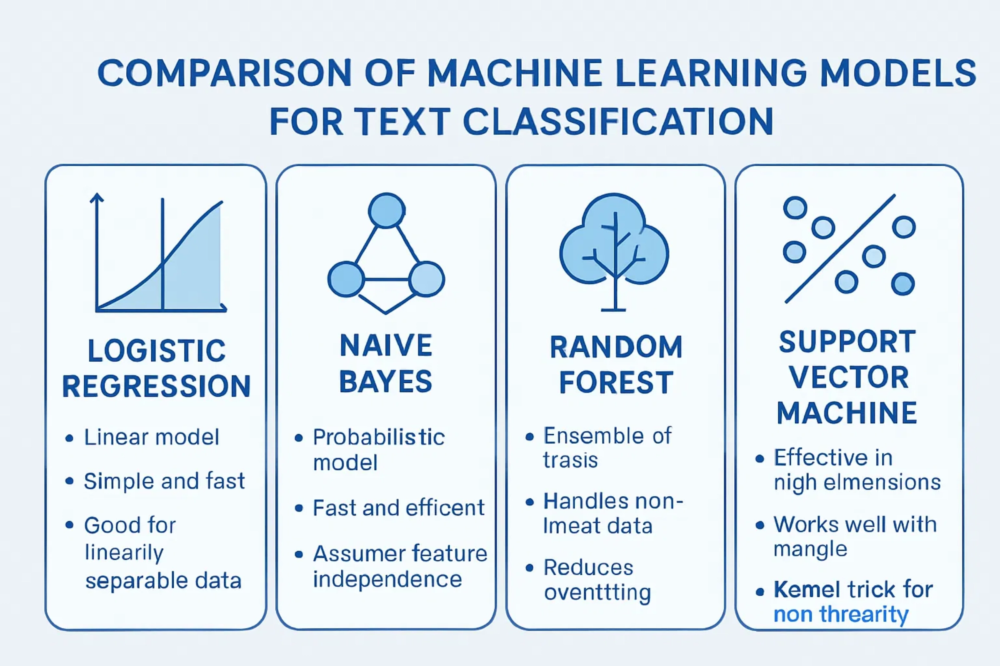 COMPARISON OF MACHINE LEARNING MODELS
FOR TEXT CLASSIFICATION
LOGISTIC
REGRESSION
• Linear model
• Simple and fast
• Good for
linearily
separable data
NAIVE
BAYES
• Probabilistic
model
• Fast and efficent
• Assumer feature
independence
RANDOM
FOREST
• Ensemble of
trasis
• Handles non-
lmeat data
• Reduces
oventttting
SUPPORT
VECTOR
MACHINE
• Effective in
nigh elmensions
• Works well with
mangle
• Kemel trick for
non threarity